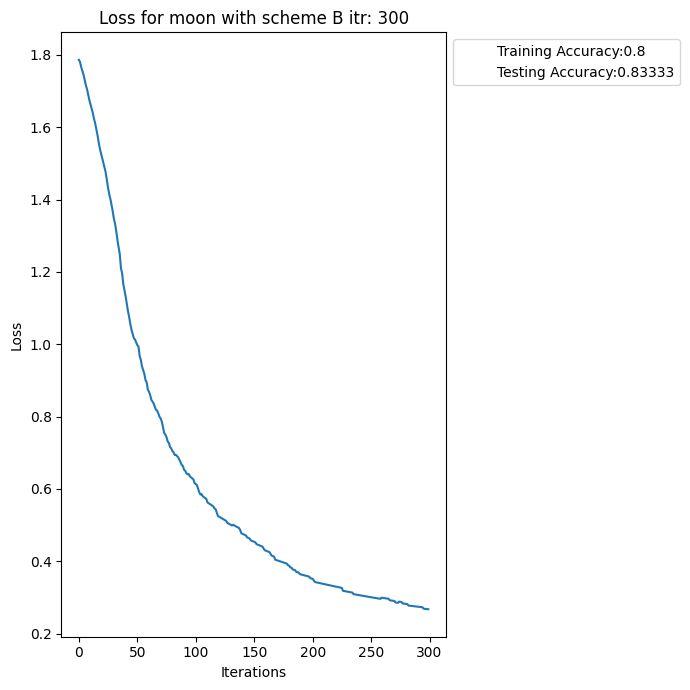 Loss for moon with scheme B itr: 300
Training Accuracy:0.8
Testing Accuracy:0.83333
1.8
1.6
1.4
1.2
1.0
0.8
0.6
0.4
0.2
Loss
0 50 100 150 200 250 300
Iterations